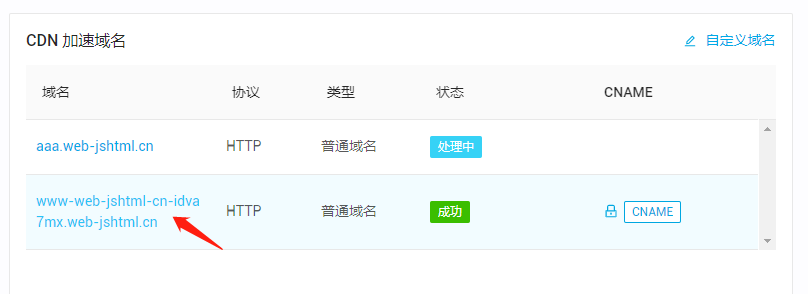 CDN 加速域名
自定义域名
域名 协议 类型 状态 CNAME
aaa.web-jshtml.cn HTTP 普通域名 处理中
www-web-jshtml-cn-idva
7mx.web-jshtml.cn
HTTP 普通域名 成功 CNAME